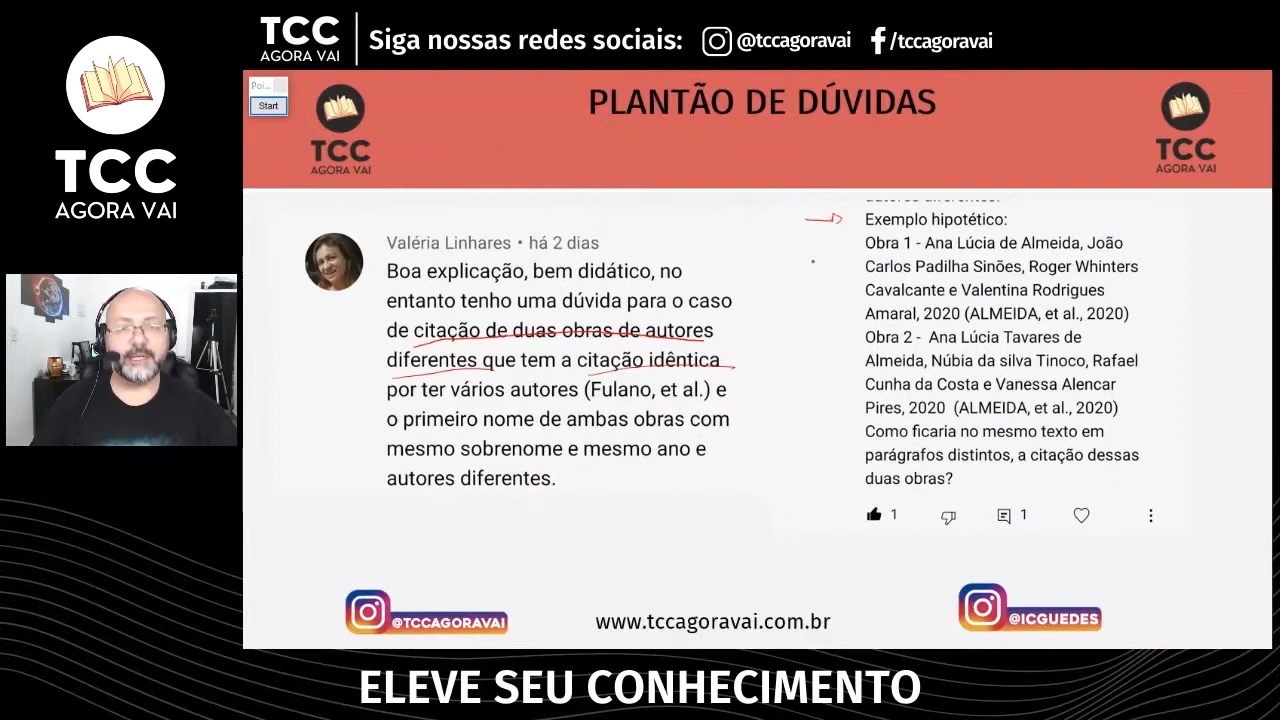 TCC
AGORA VAI
Siga nossas redes sociais:
@tccagoravai
/tccagoravai
TCC
AGORA VAI
Poi...
Start
TCC
AGORA VAI
PLANTÃO DE DÚVIDAS
TCC
AGORA VAI
Valéria Linhares • há 2 dias
Boa explicação, bem didático, no
entanto tenho uma dúvida para o caso
de citação de duas obras de autores
diferentes que tem a citação idêntica
por ter vários autores (Fulano, et al.) e
o primeiro nome de ambas obras com
mesmo sobrenome e mesmo ano e
autores diferentes.
autores diferentes.
Exemplo hipotético:
Obra 1 - Ana Lúcia de Almeida, João
Carlos Padilha Sinões, Roger Whinters
Cavalcante e Valentina Rodrigues
Amaral, 2020 (ALMEIDA, et al., 2020)
Obra 2 - Ana Lúcia Tavares de
Almeida, Núbia da silva Tinoco, Rafael
Cunha da Costa e Vanessa Alencar
Pires, 2020 (ALMEIDA, et al., 2020)
Como ficaria no mesmo texto em
parágrafos distintos, a citação dessas
duas obras?
1
1
@TCCAGORAVAI
www.tccagoravai.com.br
@ICGUEDES
ELEVE SEU CONHECIMENTO